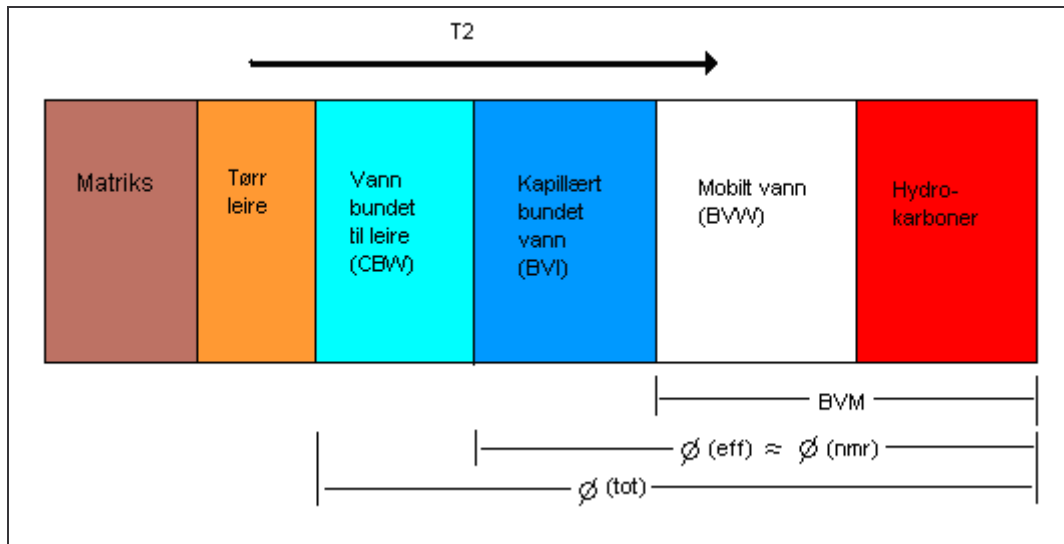 T2
Matriks
Tørr
leire
Vann
bundet
til leire
(CBW)
Kapillært
bundet
vann
(BVI)
Mobilt vann
(BVW)
Hydro-
karboner
BVM
Ø (eff) ≈ Ø (nmr)
Ø (tot)